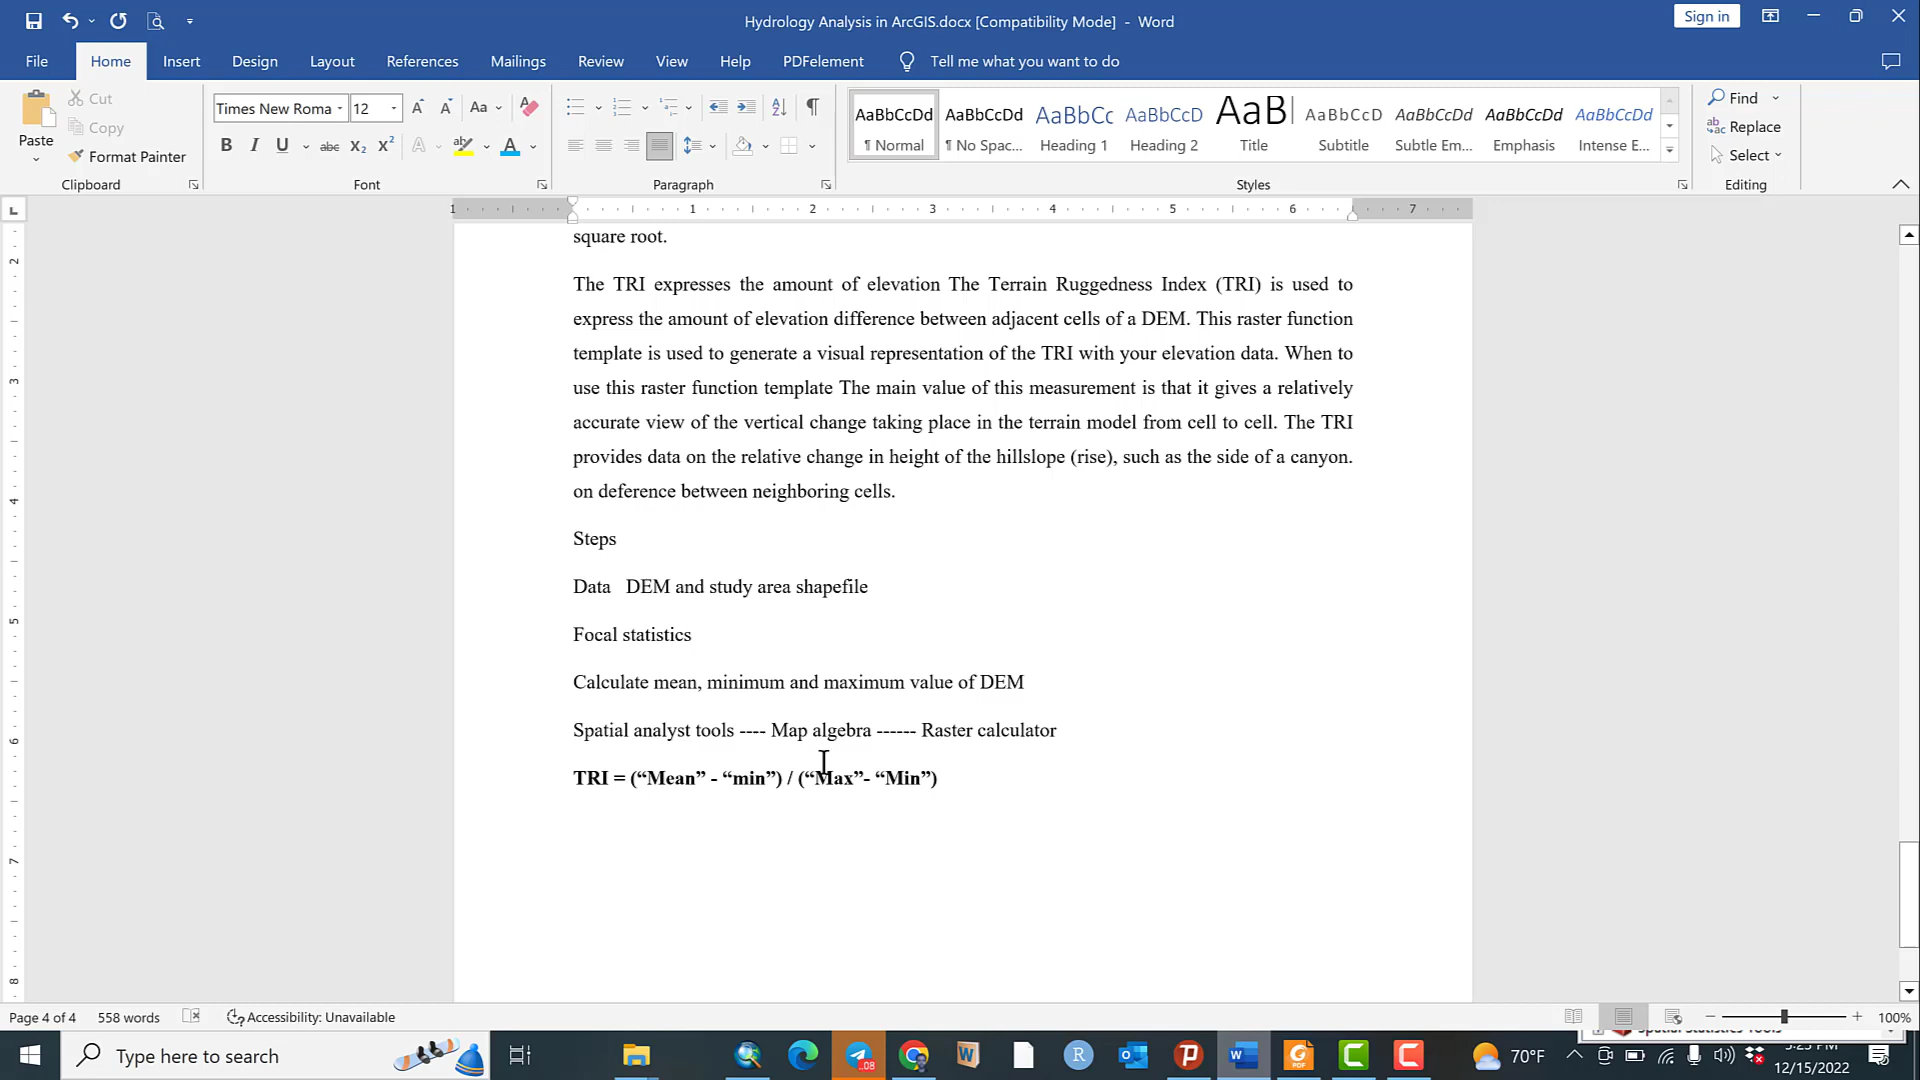 Hydrology Analysis in ArcGIS.docx [Compatibility Mode] - Word
Sign in
File Home Insert Design Layout References Mailings Review View Help PDFelement Tell me what you want to do
Paste
Cut
Copy
Format Painter
Clipboard
Times New Roma 12
Font
Paragraph
AaBbCcDd AaBbCcDd AaBbCc AaBbCcD AaB AaBbCcD AaBbCcDd AaBbCcDd AaBbCcDd
¶ Normal ¶ No Spac... Heading 1 Heading 2 Title Subtitle Subtle Em... Emphasis Intense E...
Styles
Find
Replace
Select
Editing
1 1 2 3 4 5 6 7
square root.
The TRI expresses the amount of elevation The Terrain Ruggedness Index (TRI) is used to
express the amount of elevation difference between adjacent cells of a DEM. This raster function
template is used to generate a visual representation of the TRI with your elevation data. When to
use this raster function template The main value of this measurement is that it gives a relatively
accurate view of the vertical change taking place in the terrain model from cell to cell. The TRI
provides data on the relative change in height of the hillslope (rise), such as the side of a canyon.
on deference between neighboring cells.
Steps
Data DEM and study area shapefile
Focal statistics
Calculate mean, minimum and maximum value of DEM
Spatial analyst tools ---- Map algebra ------ Raster calculator
TRI = (“Mean” - “min”) / (“Max”- “Min”)
Page 4 of 4 558 words Accessibility: Unavailable 100%
Type here to search
70°F
12/15/2022